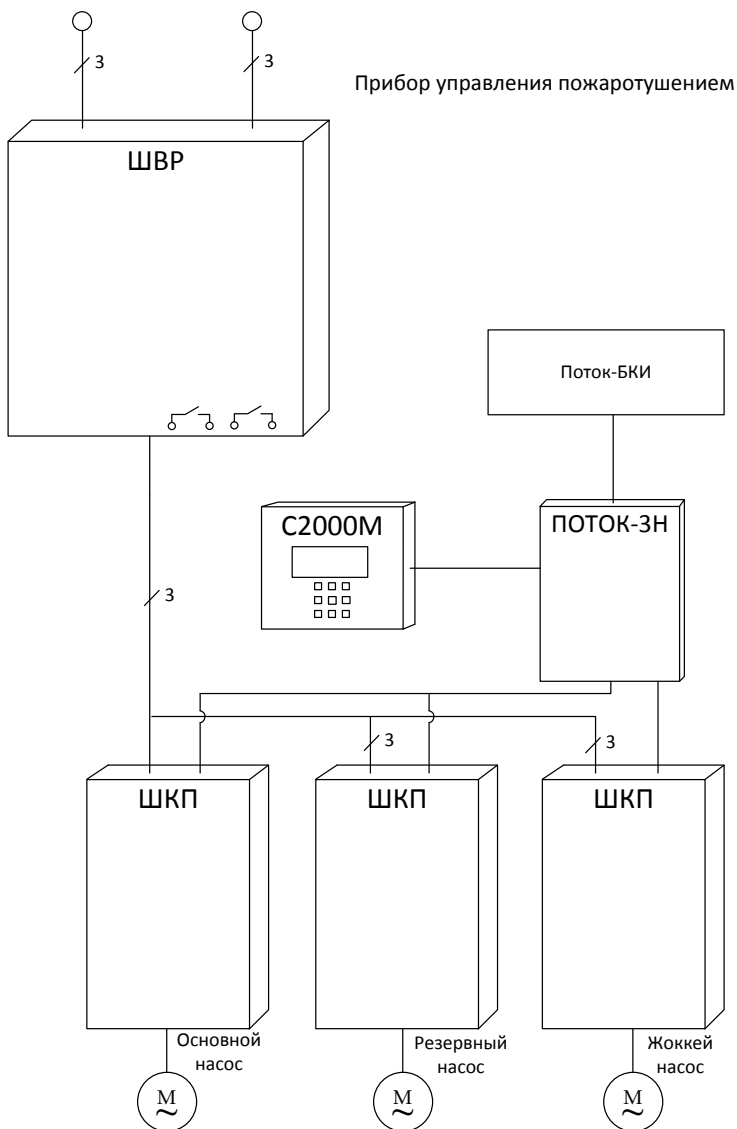 3
3
Прибор управления пожаротушением
ШВР
Поток-БКИ
С2000М
ПОТОК-3Н
3
3
3
ШКП
ШКП
ШКП
Основной
насос
Резервный
насос
Жоккей
насос
М
~
М
~
М
~